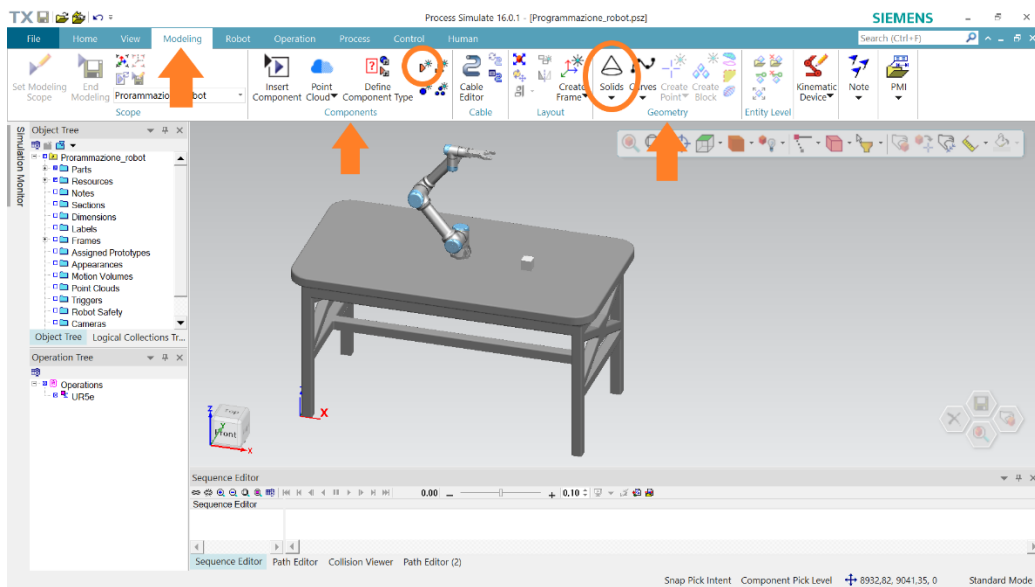 TX Process Simulate 16.0.1 - [Programmazione_robot.psz] SIEMENS
File Home View Modeling Robot Operation Process Control Human Search (Ctrl+F)
Set Modeling Scope
End Modeling
Insert Component
Point Cloud
Define Component Type
Cable Editor
Create Frame
Solids
Curves
Create Point
Create Block
Kinematic Device
Note
PMI
Scope Components Cable Layout Geometry Entity Level
Simulation Monitor
Object Tree
Prorammazione_robot
Parts
Resources
Notes
Sections
Dimensions
Labels
Frames
Assigned Prototypes
Appearances
Motion Volumes
Point Clouds
Triggers
Robot Safety
Cameras
Object Tree Logical Collections Tr...
Operation Tree
Operations
UR5e
Z
Y
Front
X
X
Sequence Editor
0.00 0,10
Sequence Editor
Sequence Editor Path Editor Collision Viewer Path Editor (2)
Snap Pick Intent Component Pick Level 8932,82, 9041,35, 0 Standard Mode